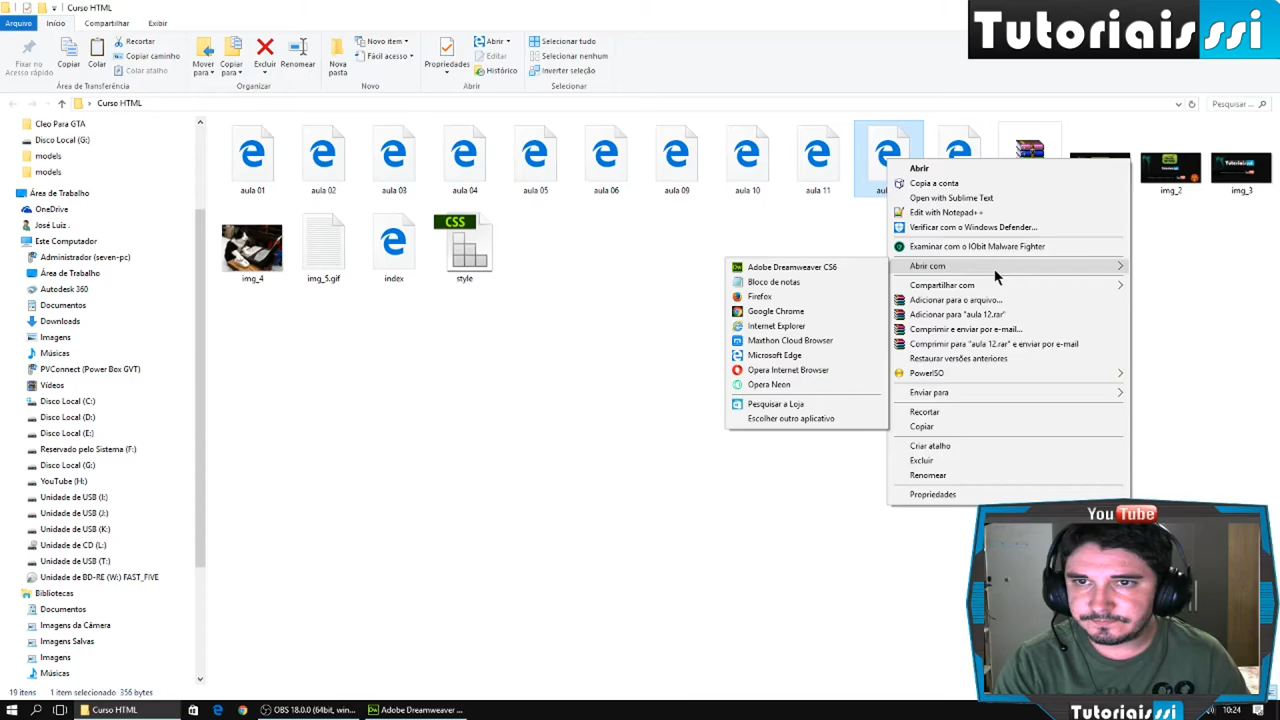 Curso HTML
Arquivo
Início
Compartilhar
Exibir
Fixar no
Acesso rápido
Copiar
Colar
Recortar
Copiar caminho
Colar atalho
Área de Transferência
Mover
para
Copiar
para
Excluir
Renomear
Organizar
Nova
pasta
Novo item
Fácil acesso
Novo
Propriedades
Abrir
Editar
Histórico
Abrir
Selecionar tudo
Selecionar nenhum
Inverter seleção
Selecionar
Tutoriais ssi
Curso HTML
Pesquisar ...
Cleo Para GTA
Disco Local (G:)
models
models
Área de Trabalho
OneDrive
José Luiz .
Este Computador
Administrador (seven-pc)
Área de Trabalho
Autodesk 360
Documentos
Downloads
Imagens
Músicas
PVConnect (Power Box GVT)
Vídeos
Disco Local (C:)
Disco Local (D:)
Disco Local (E:)
Reservado pelo Sistema (F:)
Disco Local (G:)
YouTube (H:)
Unidade de USB (I:)
Unidade de USB (J:)
Unidade de USB (K:)
Unidade de CD (L:)
Unidade de USB (T:)
Unidade de BD-RE (W:) FAST_FIVE
Bibliotecas
Documentos
Imagens da Câmera
Imagens Salvas
Imagens
Músicas
aula 01
aula 02
aula 03
aula 04
aula 05
aula 06
aula 09
aula 10
aula 11
img_2
img_3
img_4
img_5.gif
index
CSS
style
Abrir
Copia a conta
Open with Sublime Text
Edit with Notepad++
Verificar com o Windows Defender...
Examinar com o IObit Malware Fighter
Abrir com
Compartilhar com
Adicionar para o arquivo...
Adicionar para "aula 12.rar"
Comprimir e enviar por e-mail...
Comprimir para "aula 12.rar" e enviar por e-mail
Restaurar versões anteriores
PowerISO
Enviar para
Recortar
Copiar
Criar atalho
Excluir
Renomear
Propriedades
Adobe Dreamweaver CS6
Bloco de notas
Firefox
Google Chrome
Internet Explorer
Maxthon Cloud Browser
Microsoft Edge
Opera Internet Browser
Opera Neon
Pesquisar a Loja
Escolher outro aplicativo
You Tube
Tutoriais ssi
19 itens
1 item selecionado 356 bytes
Curso HTML
OBS 18.0.0 (64bit, win...
Adobe Dreamweaver ...
10:24